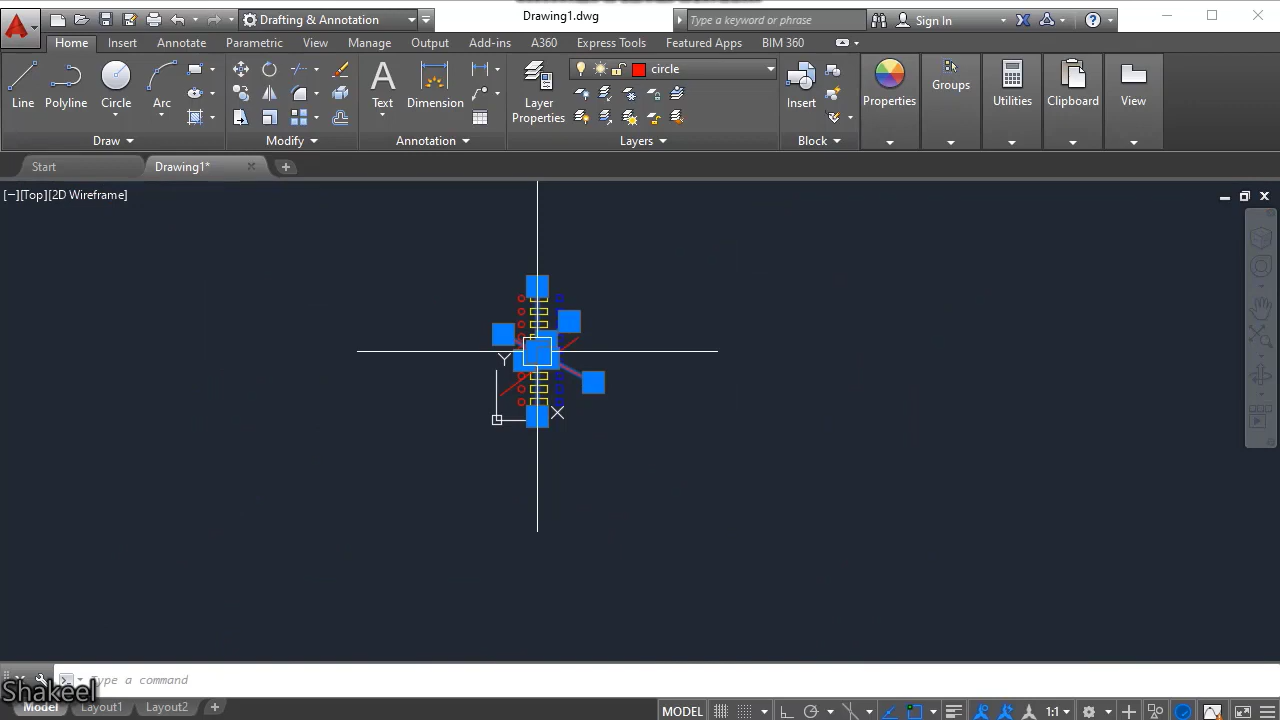 Drafting & Annotation
Drawing1.dwg
Type a keyword or phrase
Sign In
Home Insert Annotate Parametric View Manage Output Add-ins A360 Express Tools Featured Apps BIM 360
circle
Line Polyline Circle Arc
Text Dimension
Layer
Properties
Insert
Properties Groups Utilities Clipboard View
Draw Modify Annotation Layers Block
Start Drawing1*
[−][Top][2D Wireframe]
Y
X
Type a command
Shakeel
Model Layout1 Layout2
MODEL 1:1